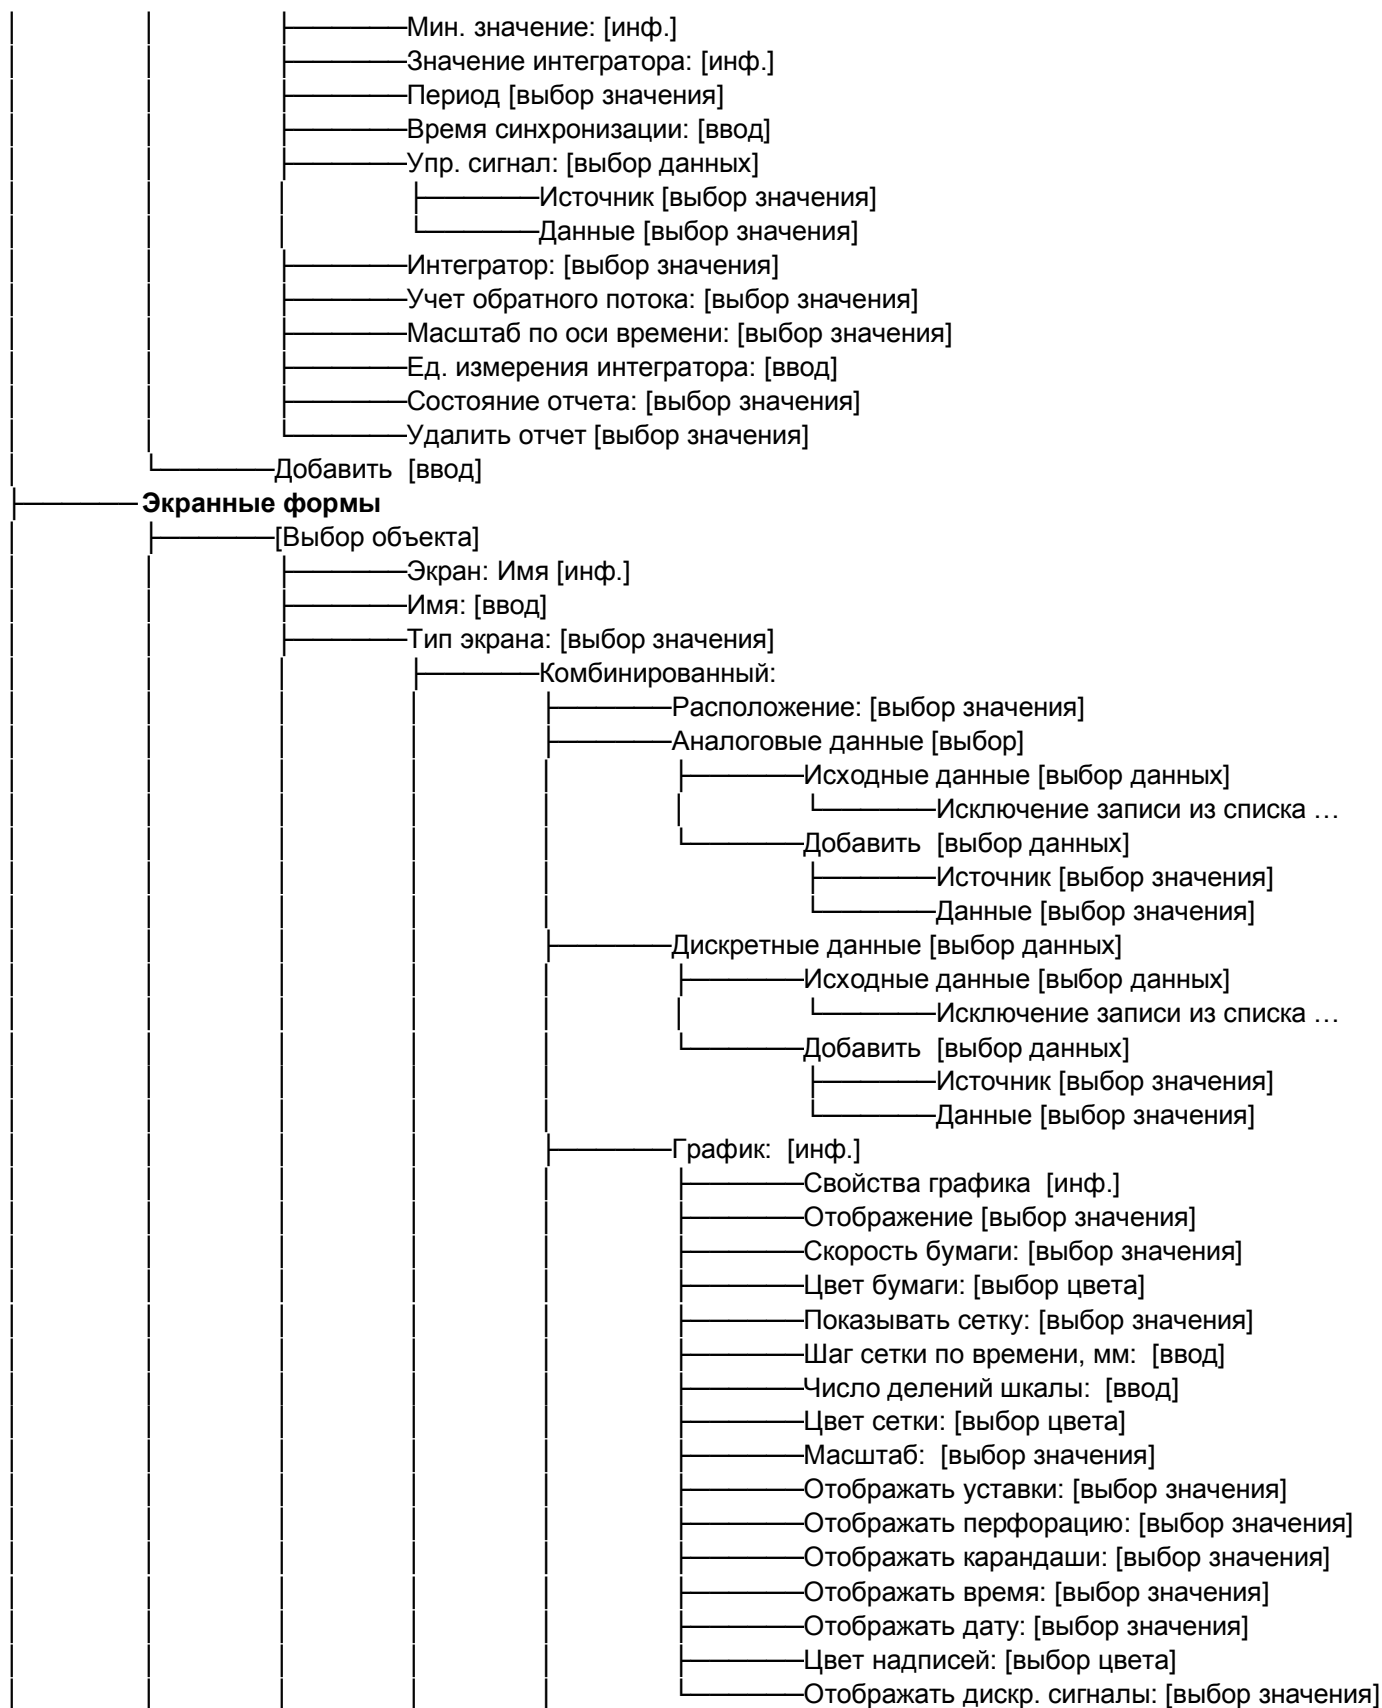 Мин. значение: [инф.]
Значение интегратора: [инф.]
Период [выбор значения]
Время синхронизации: [ввод]
Упр. сигнал: [выбор данных]
Источник [выбор значения]
Данные [выбор значения]
Интегратор: [выбор значения]
Учет обратного потока: [выбор значения]
Масштаб по оси времени: [выбор значения]
Ед. измерения интегратора: [ввод]
Состояние отчета: [выбор значения]
Удалить отчет [выбор значения]
Добавить [ввод]
Экранные формы
[Выбор объекта]
Экран: Имя [инф.]
Имя: [ввод]
Тип экрана: [выбор значения]
Комбинированный:
Расположение: [выбор значения]
Аналоговые данные [выбор]
Исходные данные [выбор данных]
Исключение записи из списка …
Добавить [выбор данных]
Источник [выбор значения]
Данные [выбор значения]
Дискретные данные [выбор данных]
Исходные данные [выбор данных]
Исключение записи из списка …
Добавить [выбор данных]
Источник [выбор значения]
Данные [выбор значения]
График: [инф.]
Свойства графика [инф.]
Отображение [выбор значения]
Скорость бумаги: [выбор значения]
Цвет бумаги: [выбор цвета]
Показывать сетку: [выбор значения]
Шаг сетки по времени, мм: [ввод]
Число делений шкалы: [ввод]
Цвет сетки: [выбор цвета]
Масштаб: [выбор значения]
Отображать уставки: [выбор значения]
Отображать перфорацию: [выбор значения]
Отображать карандаши: [выбор значения]
Отображать время: [выбор значения]
Отображать дату: [выбор значения]
Цвет надписей: [выбор цвета]
Отображать дискр. сигналы: [выбор значения]